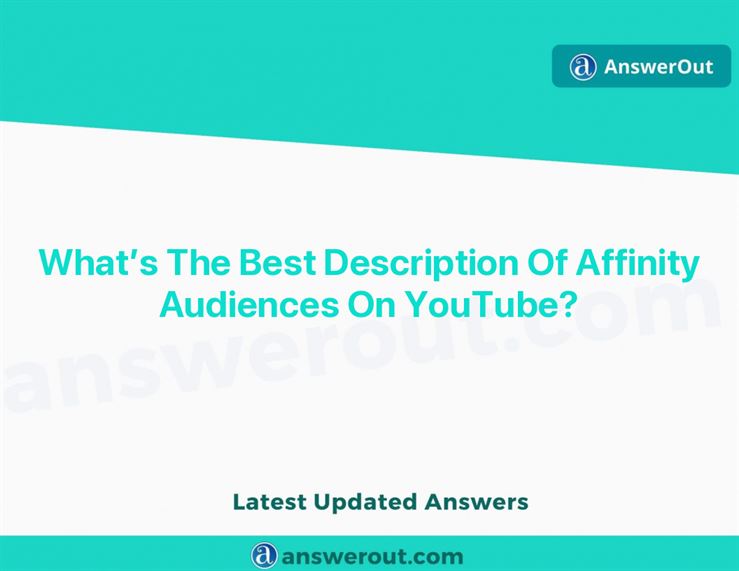 AnswerOut
What’s The Best Description Of Affinity
Audiences On YouTube?
answerout.com
Latest Updated Answers
answerout.com